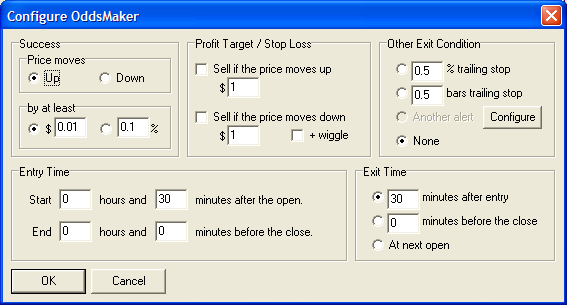 Configure OddsMaker
Success
Price moves
Up Down
by at least
$ 0.01 0.1 %
Profit Target / Stop Loss
Sell if the price moves up
$ 1
Sell if the price moves down
$ 1 + wiggle
Other Exit Condition
0.5 % trailing stop
0.5 bars trailing stop
Another alert Configure
None
Entry Time
Start 0 hours and 30 minutes after the open.
End 0 hours and 0 minutes before the close.
Exit Time
30 minutes after entry
0 minutes before the close
At next open
OK Cancel